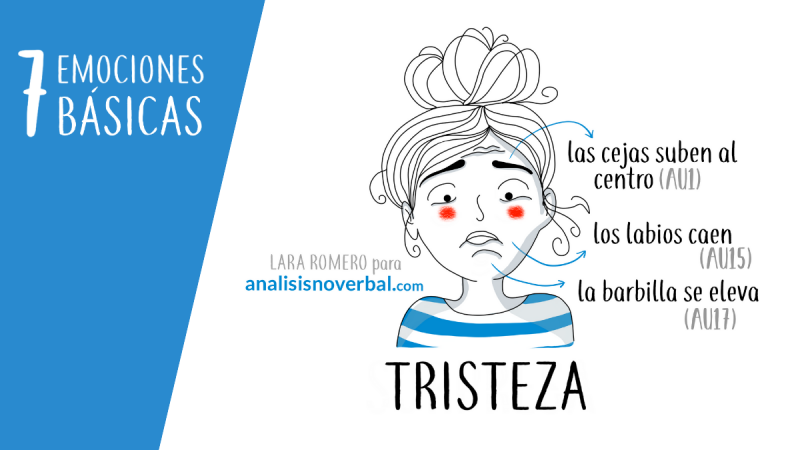 7 EMOCIONES
BÁSICAS
las cejas suben al
centro (AU1)
los labios caen
(AU15)
la barbilla se eleva
(AU17)
LARA ROMERO para
analisisnoverbal.com
TRISTEZA